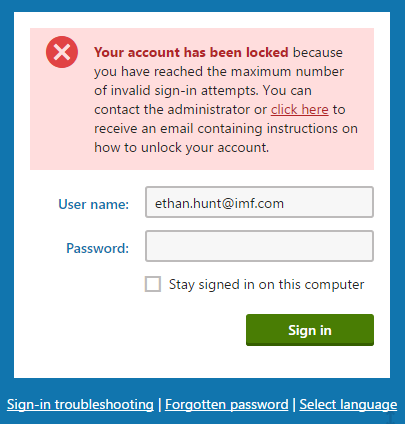 Your account has been locked because
you have reached the maximum number
of invalid sign-in attempts. You can
contact the administrator or click here to
receive an email containing instructions on
how to unlock your account.
User name: ethan.hunt@imf.com
Password:
Stay signed in on this computer
Sign in
Sign-in troubleshooting | Forgotten password | Select language